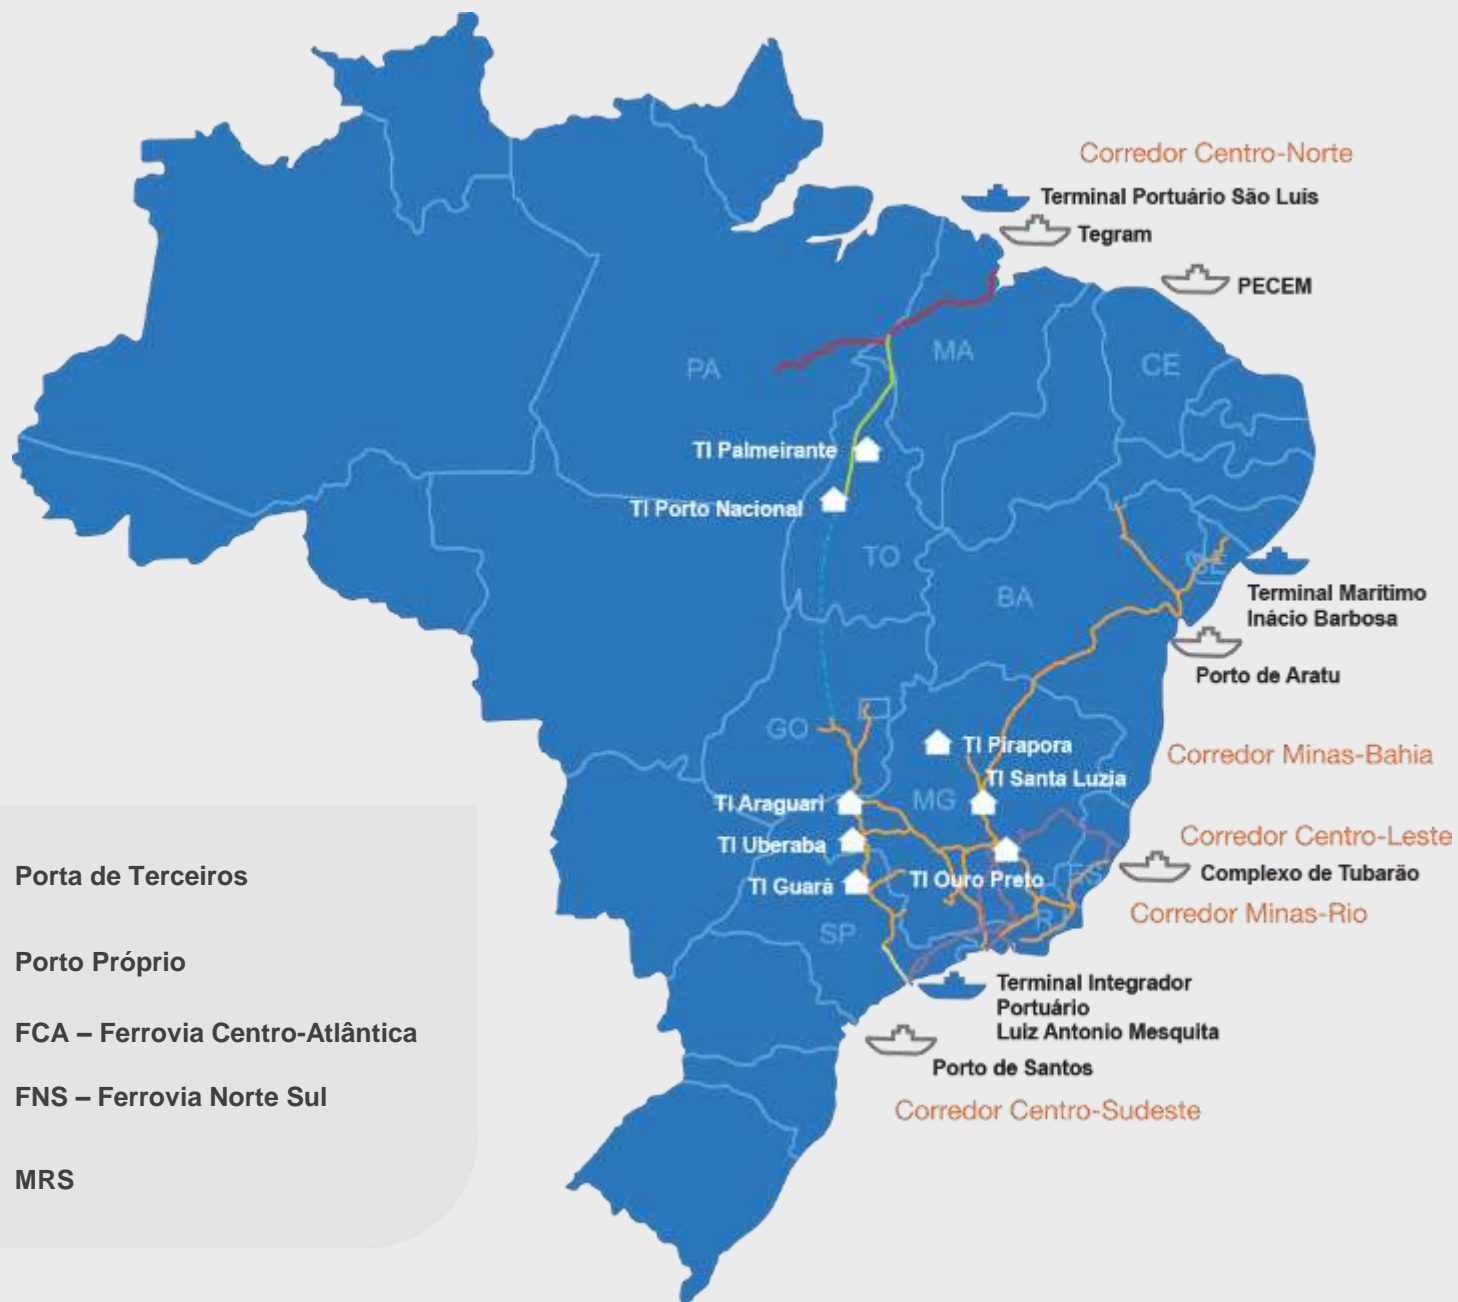 Corredor Centro-Norte
Terminal Portuário São Luís
Tegram
PECEM
PA
MA
CE
TI Palmeirante
TI Porto Nacional
TO
BA
SE
Terminal Marítimo
Inácio Barbosa
Porto de Aratu
GO
TI Pirapora
Corredor Minas-Bahia
TI Santa Luzia
TI Araguari
MG
TI Uberaba
Corredor Centro-Leste
Complexo de Tubarão
TI Guará
TI Ouro Preto
ES
Corredor Minas-Rio
SP
RJ
Terminal Integrador
Portuário
Luiz Antonio Mesquita
Porto de Santos
Corredor Centro-Sudeste
Porta de Terceiros
Porto Próprio
FCA – Ferrovia Centro-Atlântica
FNS – Ferrovia Norte Sul
MRS